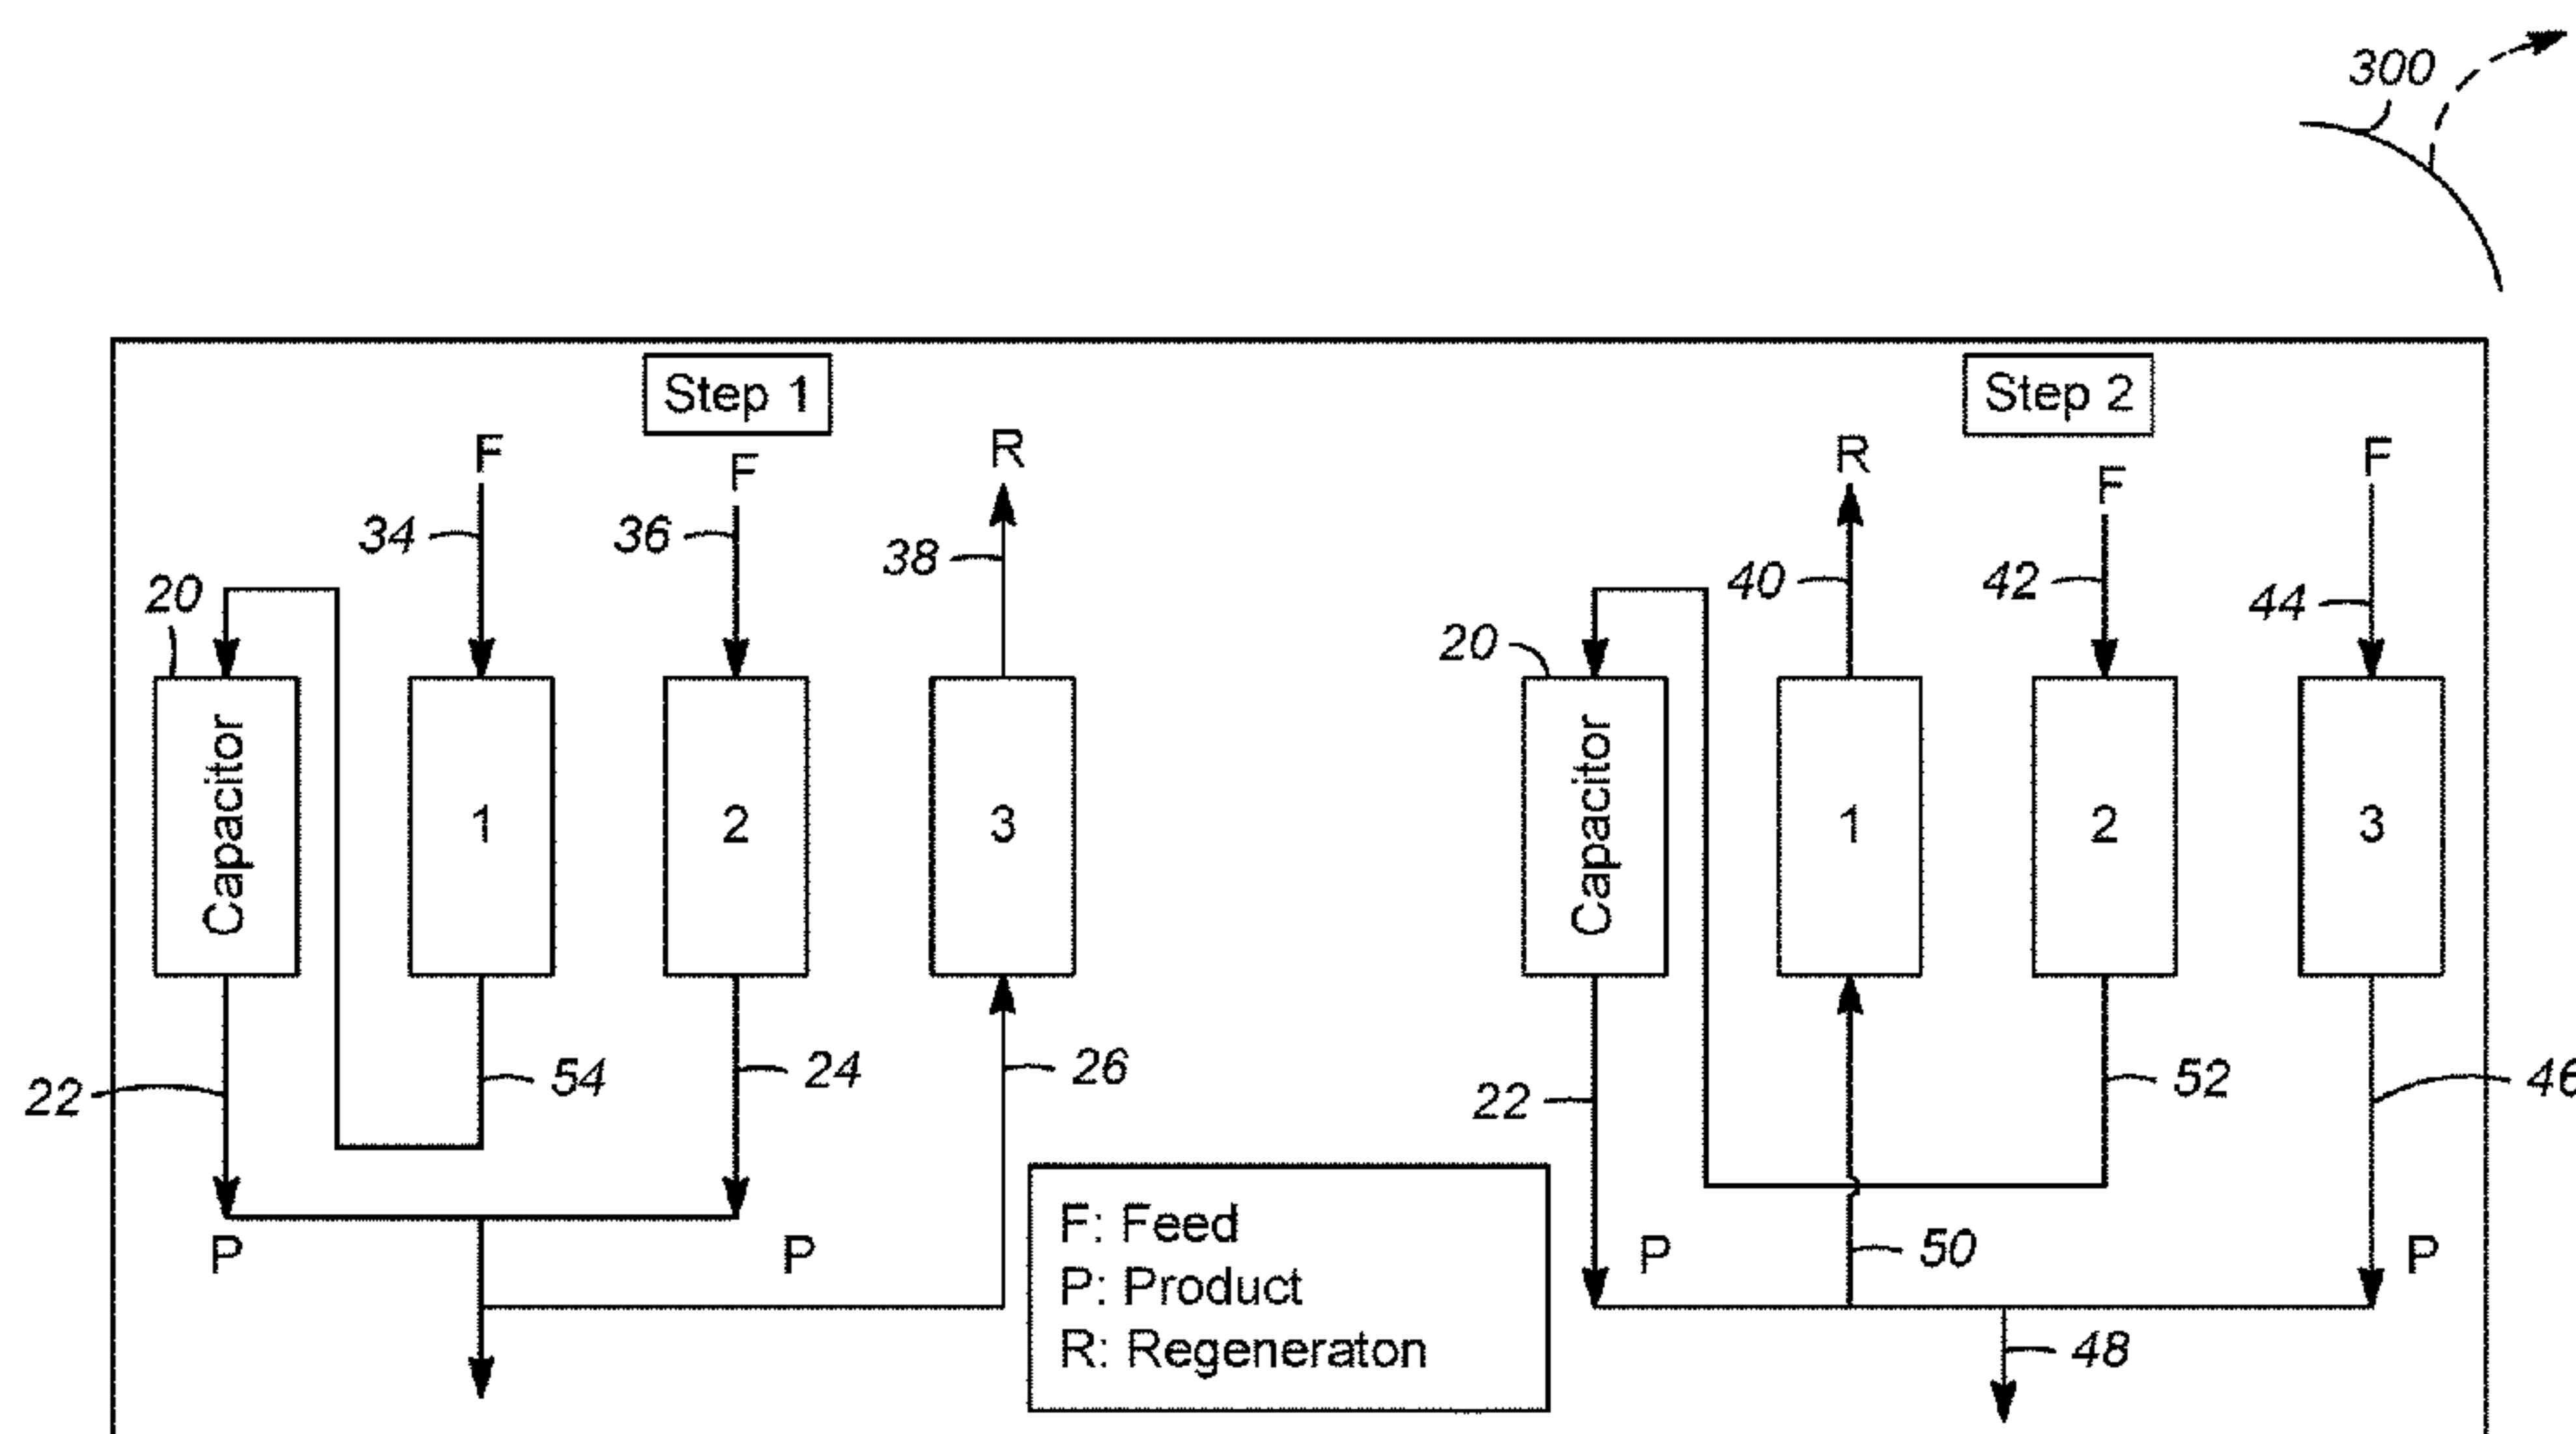 300
Step 1
Step 2
F
F
R
R
F
F
34
36
38
40
42
44
20
20
Capacitor
1
2
3
Capacitor
1
2
3
22
54
24
26
22
52
46
P
P
F: Feed
P: Product
R: Regeneraton
P
50
P
48